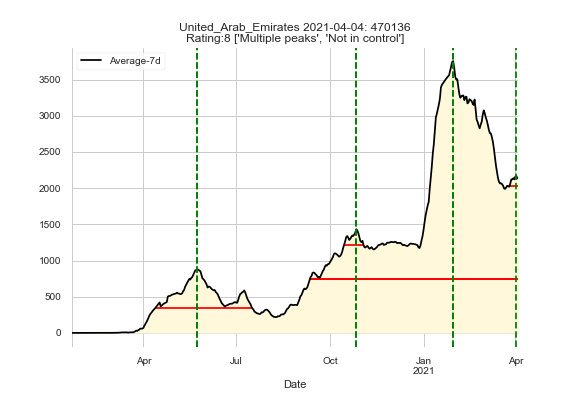 United_Arab_Emirates 2021-04-04: 470136
Rating:8 ['Multiple peaks', 'Not in control']
Average-7d
3500
3000
2500
2000
1500
1000
500
0
Apr
Jul
Oct
Jan
2021
Apr
Date